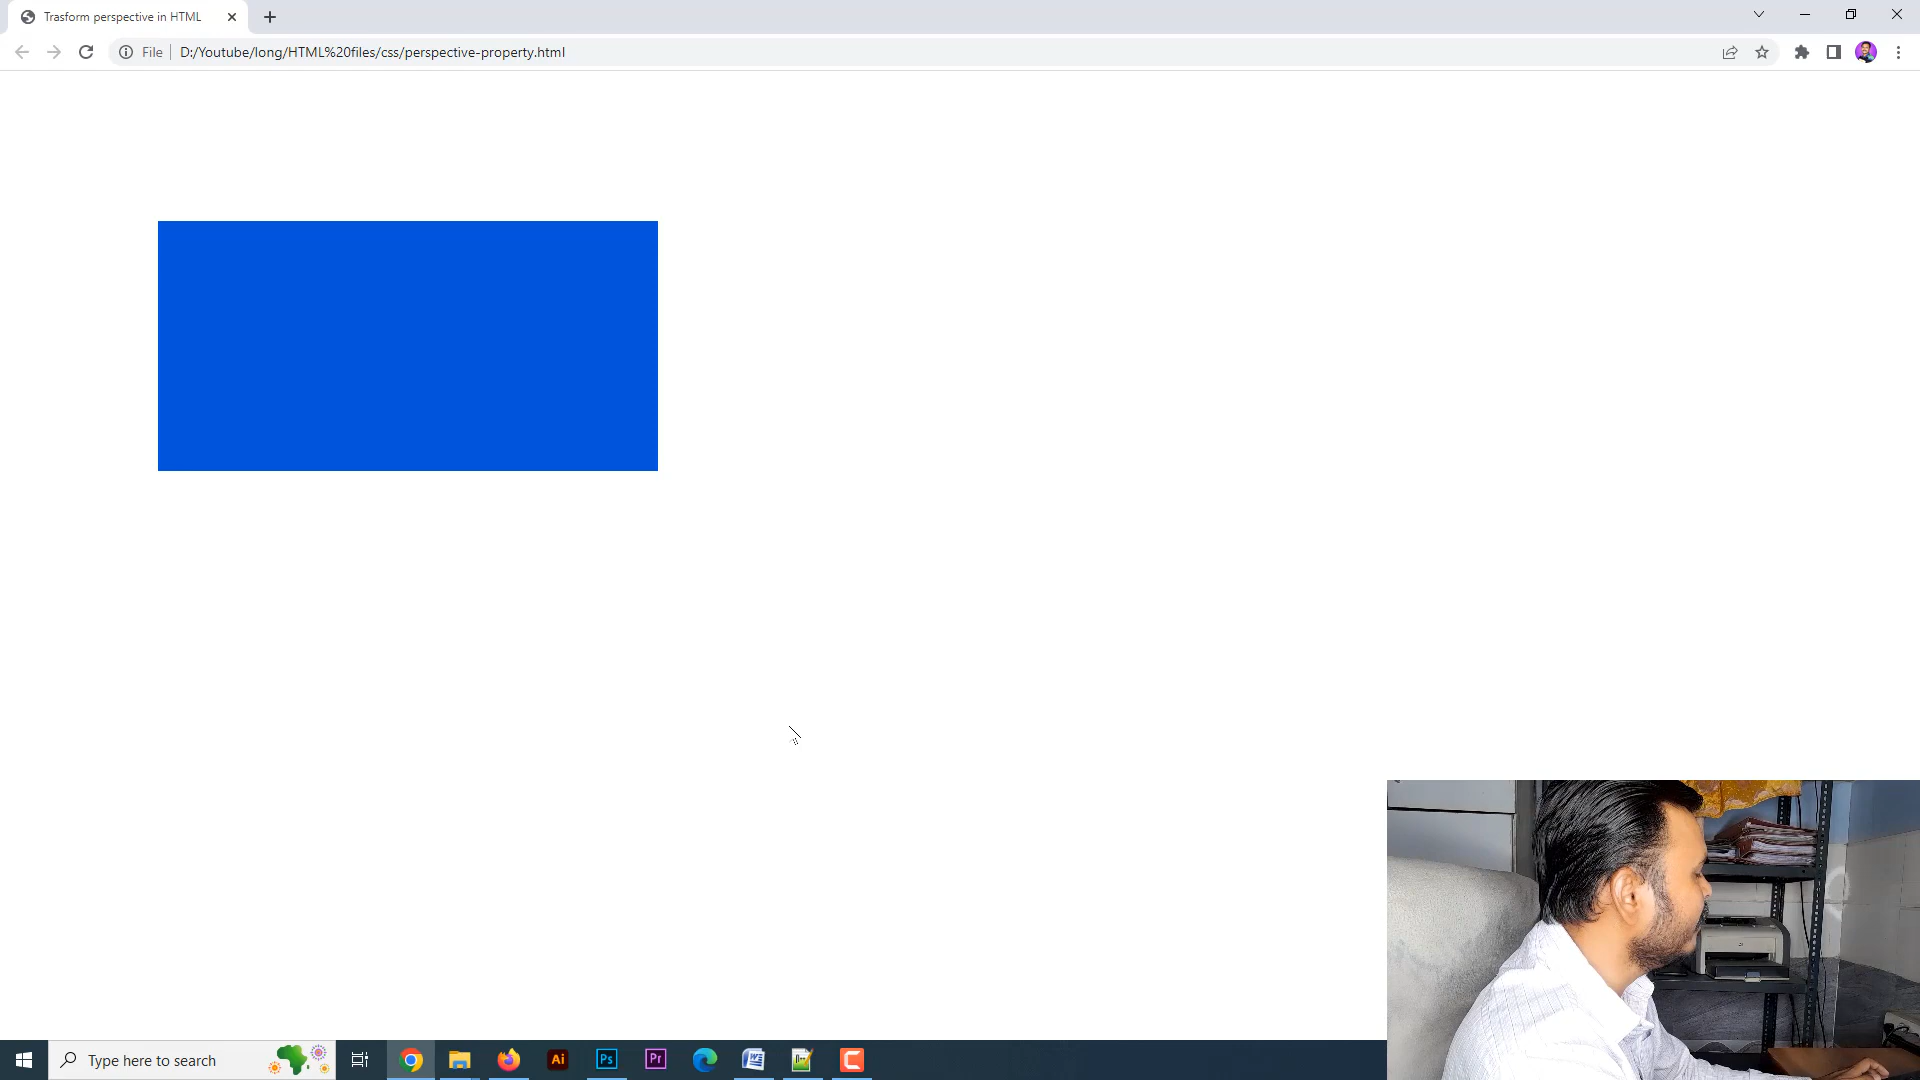 Trasform perspective in HTML
File
D:/Youtube/long/HTML%20files/css/perspective-property.html
Type here to search
Ai
Ps
Pr